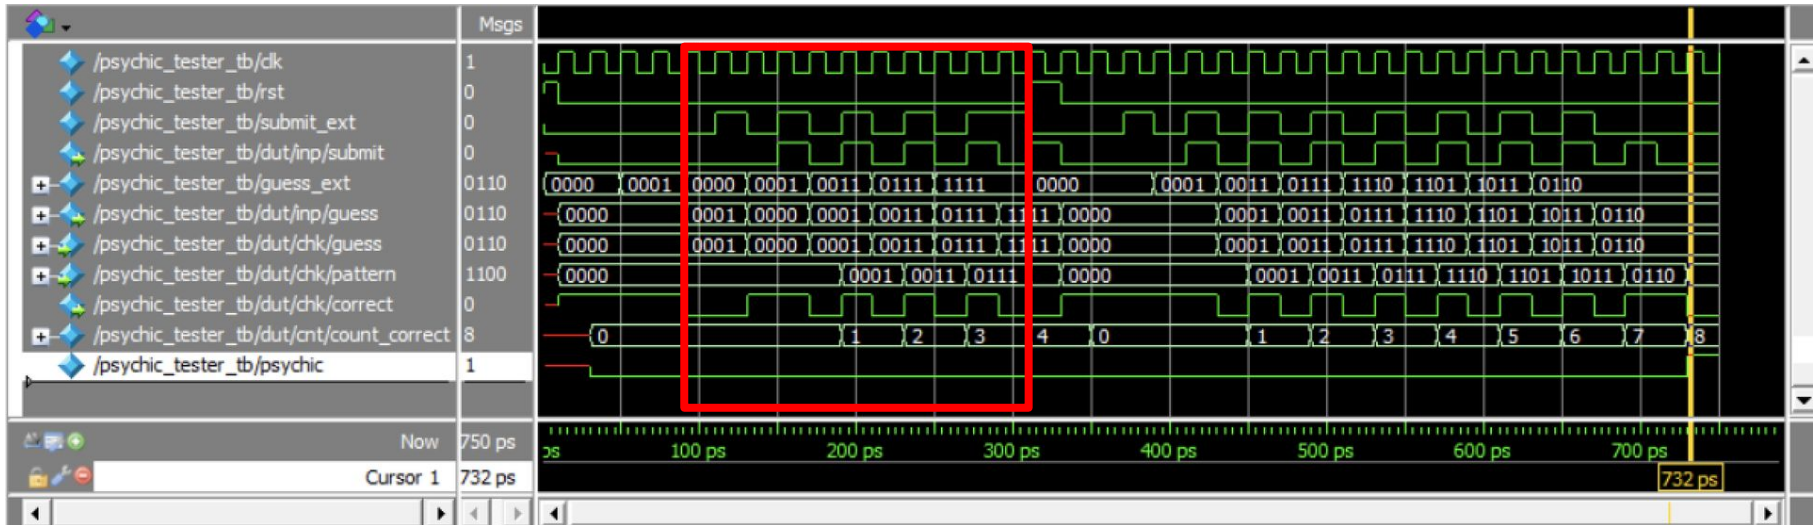 Msgs
/psychic_tester_tb/clk 1
/psychic_tester_tb/rst 0
/psychic_tester_tb/submit_ext 0
/psychic_tester_tb/dut/inp/submit 0
/psychic_tester_tb/guess_ext 0110 0000 0001 0000 0001 0011 0111 1111 0000 0001 0011 0111 1110 1101 1011 0110
/psychic_tester_tb/dut/inp/guess 0110 0000 0001 0000 0001 0011 0111 1111 0000 0001 0011 0111 1110 1101 1011 0110
/psychic_tester_tb/dut/chk/guess 0110 0000 0001 0000 0001 0011 0111 1111 0000 0001 0011 0111 1110 1101 1011 0110
/psychic_tester_tb/dut/chk/pattern 1100 0000 0001 0011 0111 0000 0001 0011 0111 1110 1101 1011 0110
/psychic_tester_tb/dut/chk/correct 0
/psychic_tester_tb/dut/cnt/count_correct 8 0 1 2 3 4 0 1 2 3 4 5 6 7 8
/psychic_tester_tb/psychic 1
Now 750 ps ps 100 ps 200 ps 300 ps 400 ps 500 ps 600 ps 700 ps
Cursor 1 732 ps 732 ps